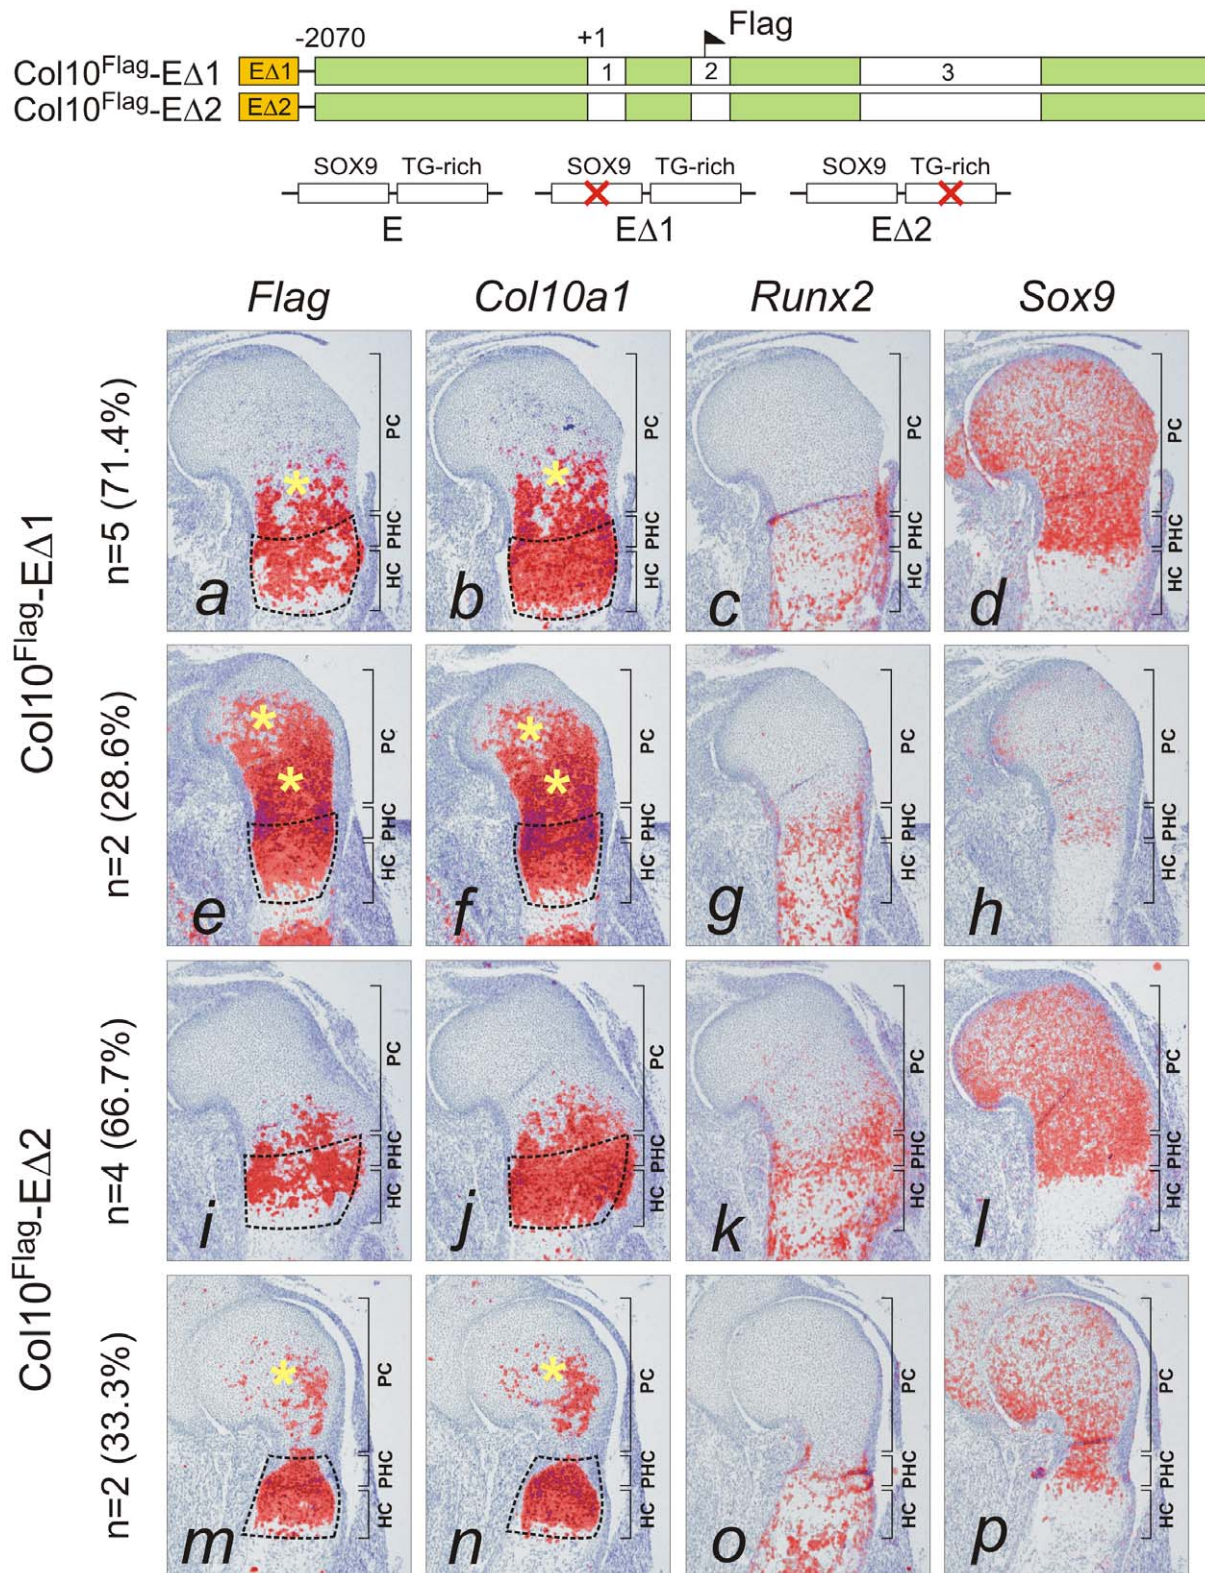 -2070 +1 Flag
Col10Flag-EΔ1 EΔ1 1 2 3
Col10Flag-EΔ2 EΔ2
SOX9 TG-rich SOX9 TG-rich SOX9 TG-rich
E EΔ1 EΔ2
Flag Col10a1 Runx2 Sox9
Col10Flag-EΔ1
n=5 (71.4%)
a PC PHC HC
b PC PHC HC
c PC PHC HC
d PC PHC HC
n=2 (28.6%)
e PC PHC HC
f PC PHC HC
g PC PHC HC
h PC PHC HC
Col10Flag-EΔ2
n=4 (66.7%)
i PC PHC HC
j PC PHC HC
k PC PHC HC
l PC PHC HC
n=2 (33.3%)
m PC PHC HC
n PC PHC HC
o PC PHC HC
p PC PHC HC